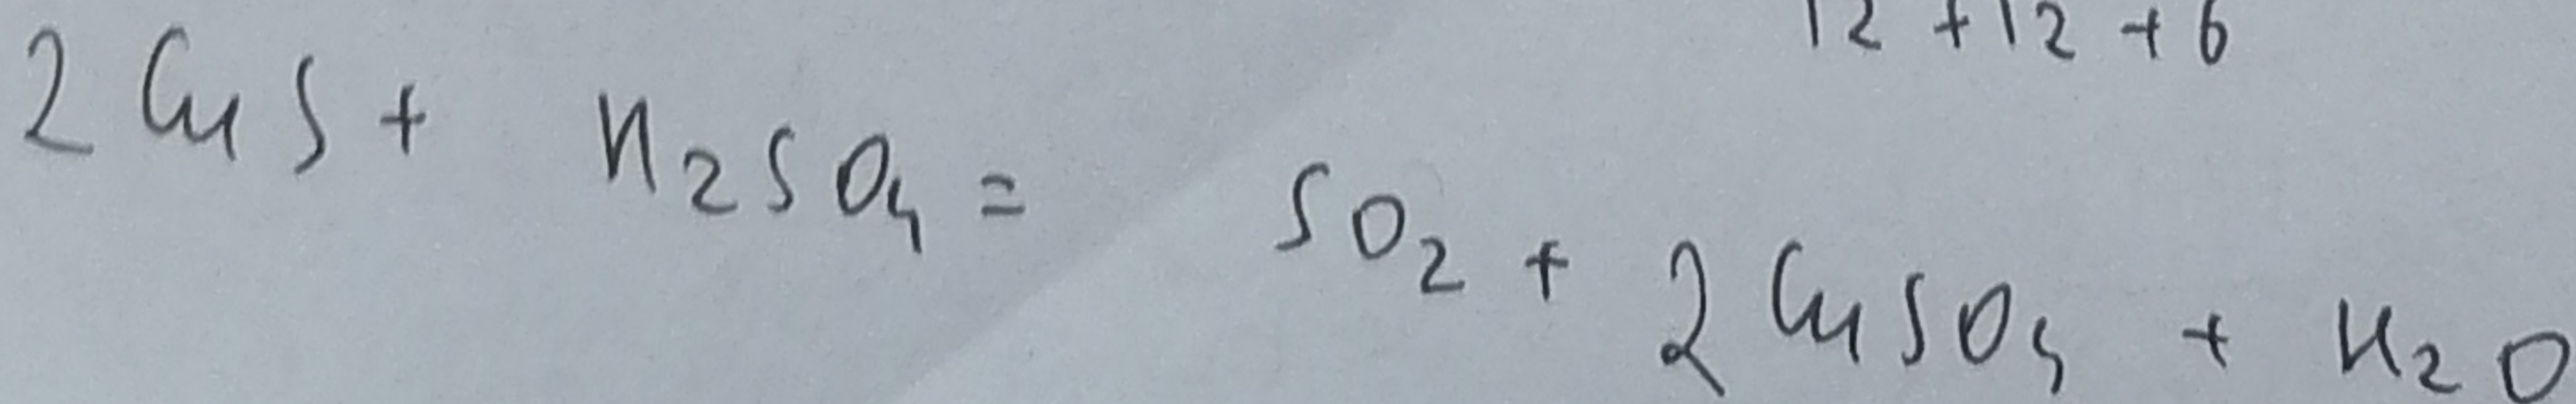 12 + 12 + 6
2 CuS + H₂SO₄ = SO₂ + 2 CuSO₄ + H₂O